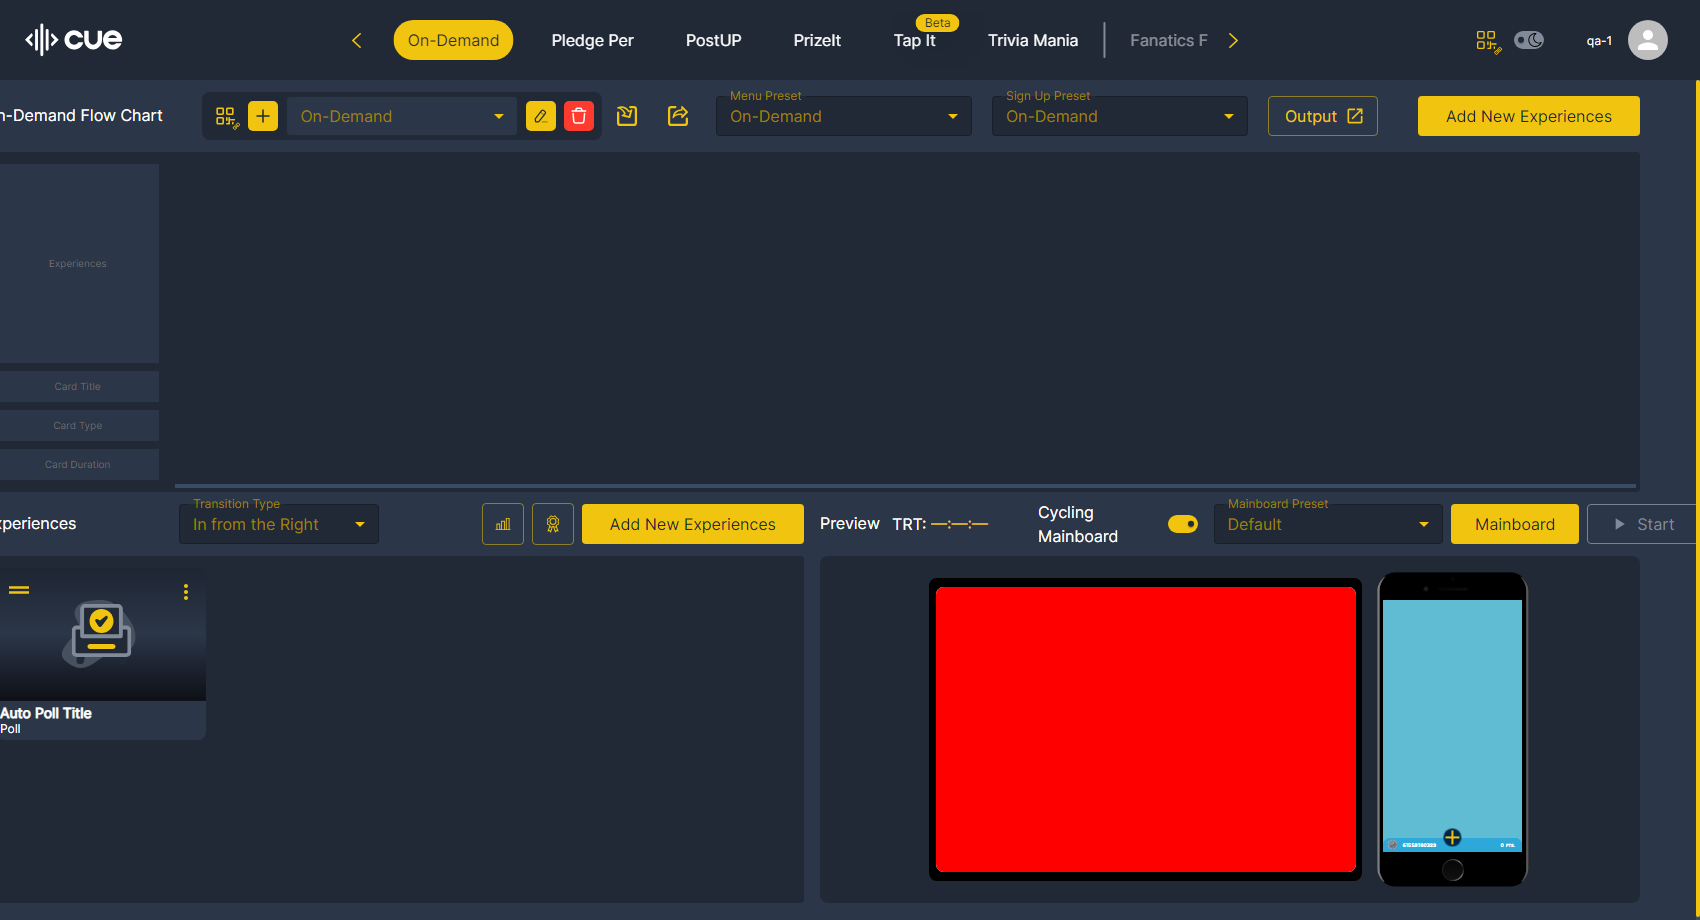 cue
On-Demand
Pledge Per
PostUP
PrizeIt
Beta
Tap It
Trivia Mania
Fanatics F
qa-1
n-Demand Flow Chart
On-Demand
Menu Preset
On-Demand
Sign Up Preset
On-Demand
Output
Add New Experiences
Experiences
Card Title
Card Type
Card Duration
xperiences
Transition Type
In from the Right
Add New Experiences
Preview
TRT: —:—:—
Cycling
Mainboard
Mainboard Preset
Default
Mainboard
Start
Auto Poll Title
Poll
0 PTS.